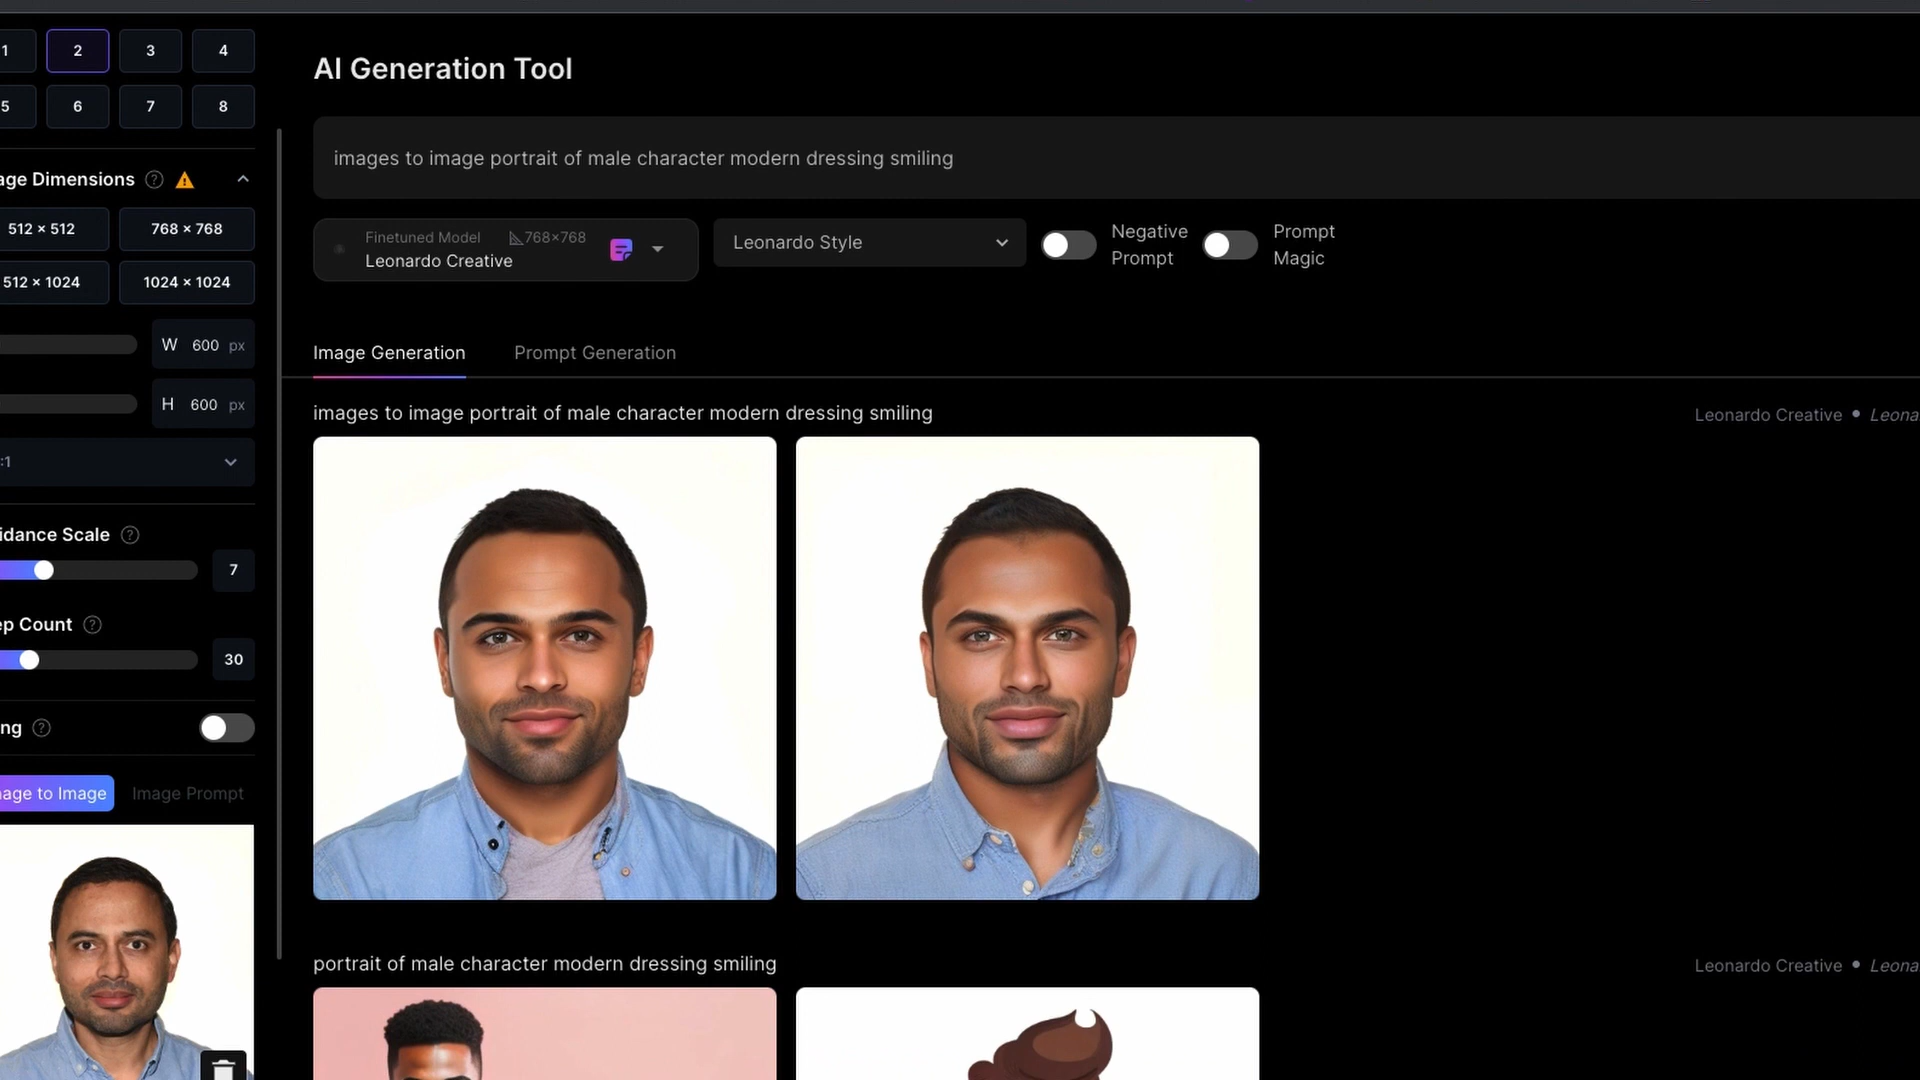 1 2 3 4
5 6 7 8
age Dimensions ?
512 × 512 768 × 768
512 × 1024 1024 × 1024
W 600 px
H 600 px
:1
idance Scale ?
7
ep Count ?
30
ng ?
age to Image Image Prompt
AI Generation Tool
images to image portrait of male character modern dressing smiling
Finetuned Model 768×768
Leonardo Creative
Leonardo Style
Negative Prompt
Prompt Magic
Image Generation Prompt Generation
images to image portrait of male character modern dressing smiling Leonardo Creative • Leona
portrait of male character modern dressing smiling Leonardo Creative • Leona